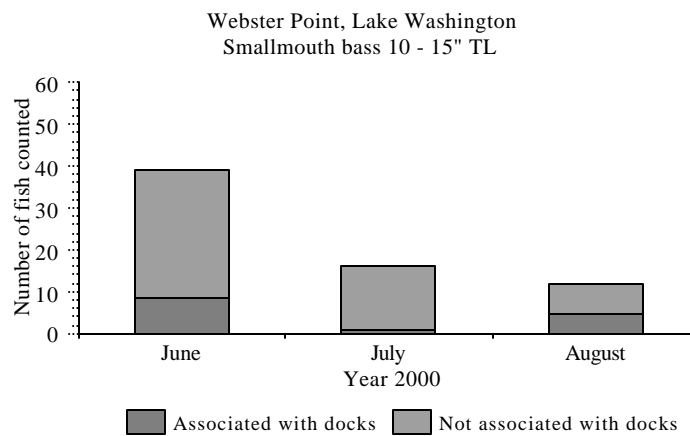 Webster Point, Lake Washington
Smallmouth bass 10 - 15" TL
Number of fish counted
60
50
40
30
20
10
0
June July August
Year 2000
Associated with docks Not associated with docks